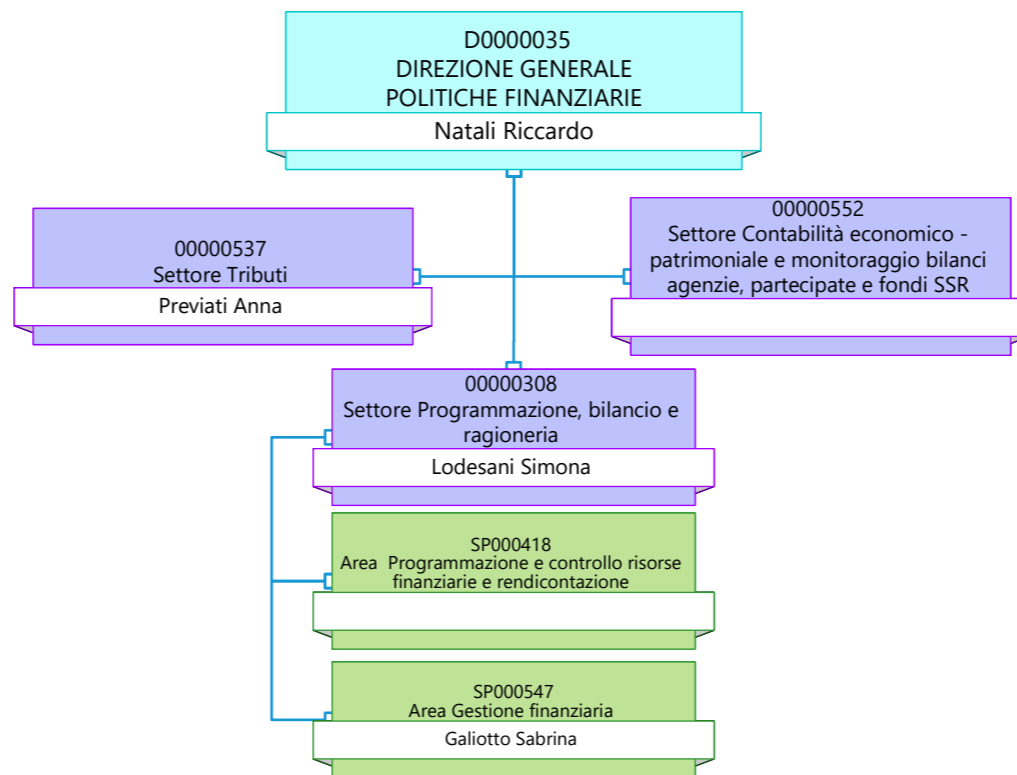 D0000035
DIREZIONE GENERALE
POLITICHE FINANZIARIE
Natali Riccardo
00000537
Settore Tributi
Previati Anna
00000552
Settore Contabilità economico -
patrimoniale e monitoraggio bilanci
agenzie, partecipate e fondi SSR
00000308
Settore Programmazione, bilancio e
ragioneria
Lodesani Simona
SP000418
Area  Programmazione e controllo risorse
finanziarie e rendicontazione
SP000547
Area Gestione finanziaria
Galiotto Sabrina